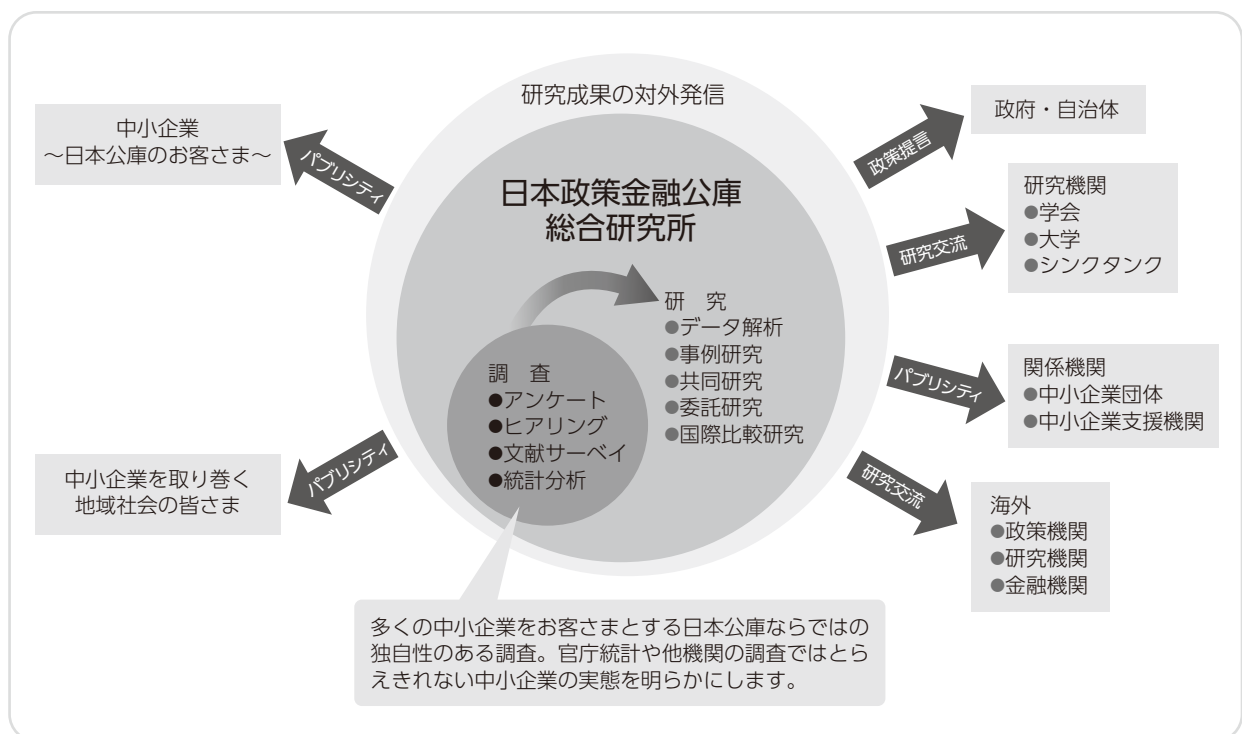 研究成果の対外発信
日本政策金融公庫
総合研究所
調　査
●アンケート
●ヒアリング
●文献サーベイ
●統計分析
研　究
●データ解析
●事例研究
●共同研究
●委託研究
●国際比較研究
多くの中小企業をお客さまとする日本公庫ならではの
独自性のある調査。官庁統計や他機関の調査ではとら
えきれない中小企業の実態を明らかにします。
パブリシティ
中小企業
～日本公庫のお客さま～
パブリシティ
中小企業を取り巻く
地域社会の皆さま
政策提言
政府・自治体
研究交流
研究機関
●学会
●大学
●シンクタンク
パブリシティ
関係機関
●中小企業団体
●中小企業支援機関
研究交流
海外
●政策機関
●研究機関
●金融機関